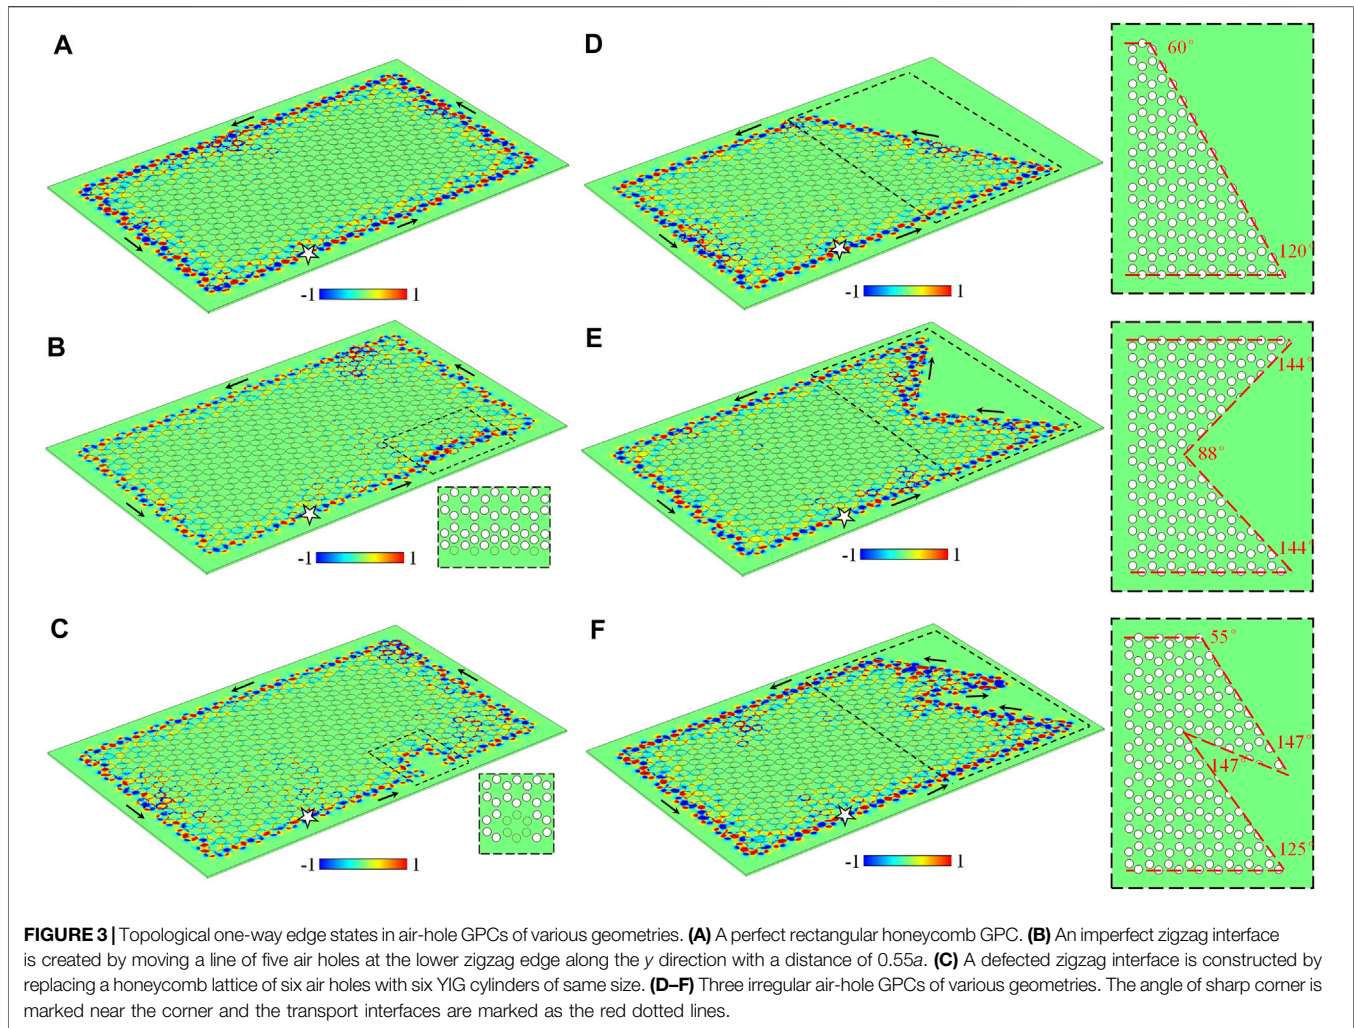 A
-1 1
D
-1 1
60°
120°
B
-1 1
E
-1 1
144°
88°
144°
C
-1 1
F
-1 1
55°
147°
147°
125°
FIGURE 3 | Topological one-way edge states in air-hole GPCs of various geometries. (A) A perfect rectangular honeycomb GPC. (B) An imperfect zigzag interface
is created by moving a line of five air holes at the lower zigzag edge along the y direction with a distance of 0.55a. (C) A defected zigzag interface is constructed by
replacing a honeycomb lattice of six air holes with six YIG cylinders of same size. (D–F) Three irregular air-hole GPCs of various geometries. The angle of sharp corner is
marked near the corner and the transport interfaces are marked as the red dotted lines.